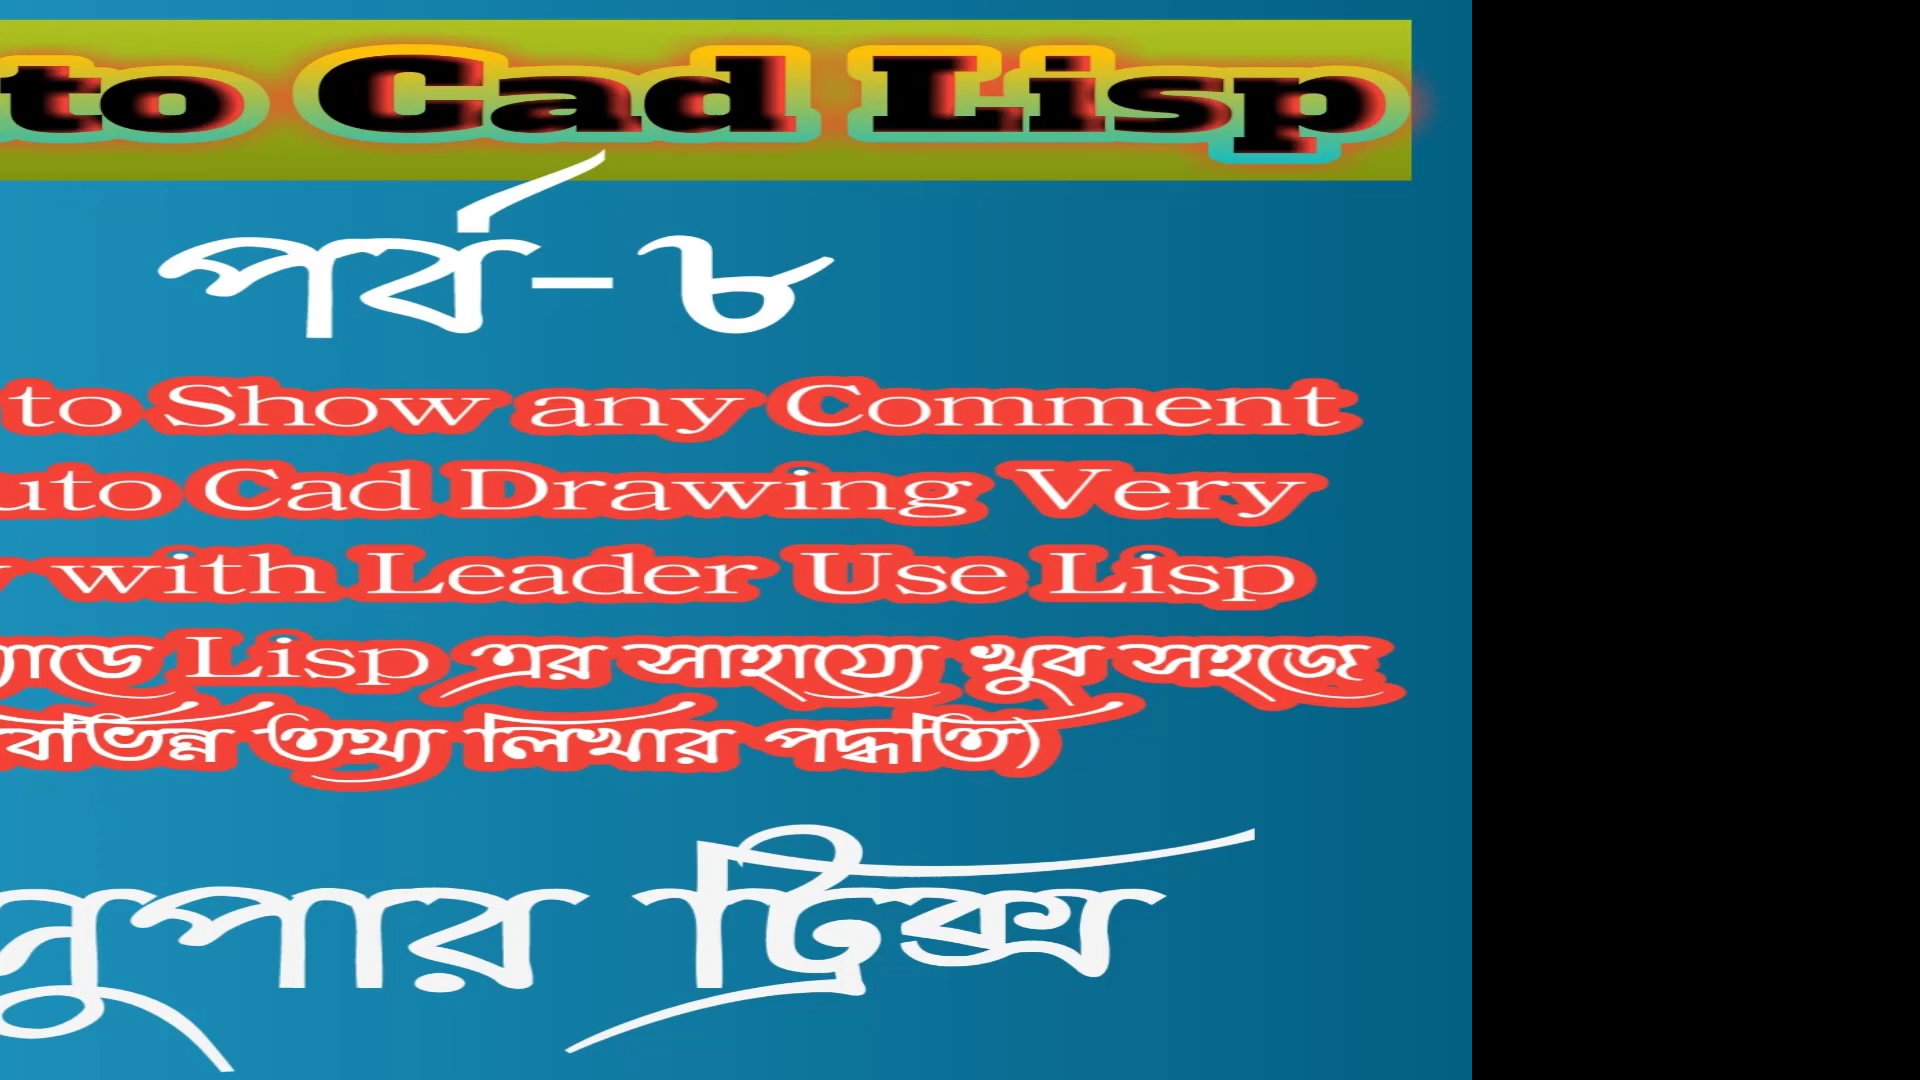 to Cad Lisp
পর্ব-৮
to Show any Comment
uto Cad Drawing Very
with Leader Use Lisp
যাডে Lisp এর সাহায্যে খুব সহজে
বিভিন্ন তথ্য লিখার পদ্ধতি)
সুপার ট্রিক্স